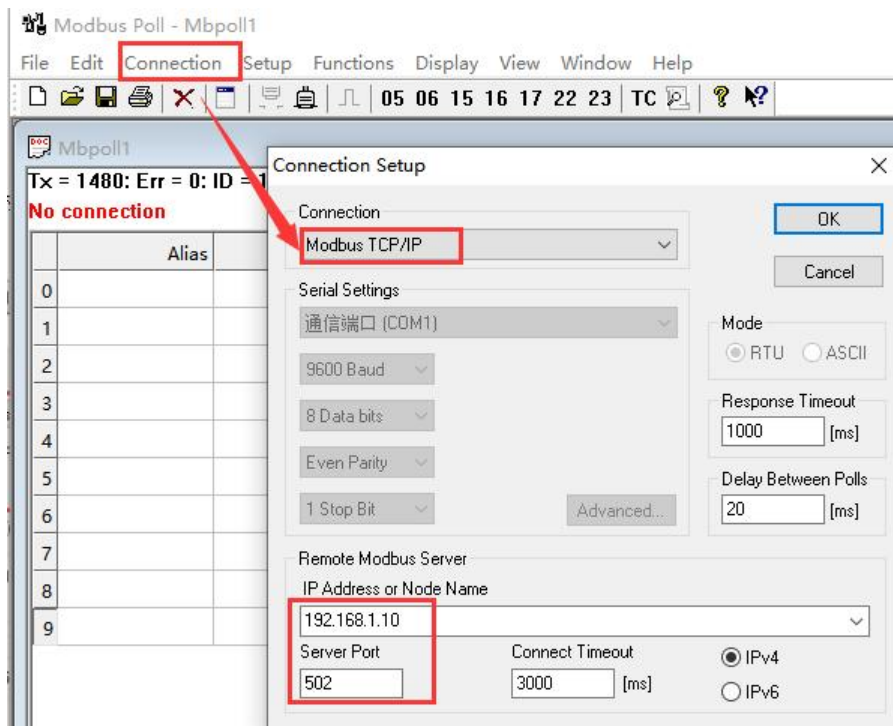 Modbus Poll - Mbpoll1
File Edit Connection Setup Functions Display View Window Help
05 06 15 16 17 22 23 TC
Mbpoll1
Tx = 1480: Err = 0: ID = 1
No connection
Alias
0
1
2
3
4
5
6
7
8
9
Connection Setup
Connection
Modbus TCP/IP
OK
Cancel
Serial Settings
通信端口 (COM1)
9600 Baud
8 Data bits
Even Parity
1 Stop Bit
Advanced...
Mode
RTU ASCII
Response Timeout
1000 [ms]
Delay Between Polls
20 [ms]
Remote Modbus Server
IP Address or Node Name
192.168.1.10
Server Port
502
Connect Timeout
3000 [ms]
IPv4
IPv6